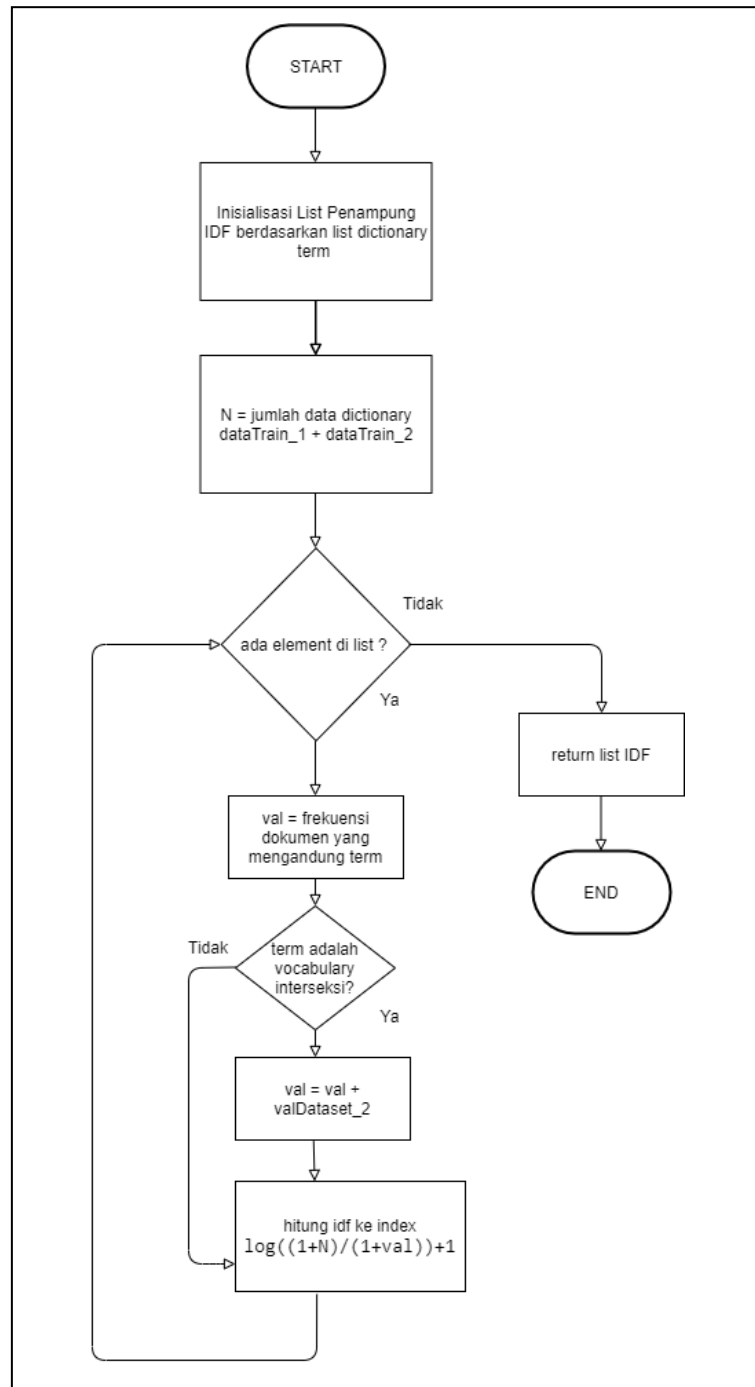 START
Inisialisasi List Penampung
IDF berdasarkan list dictionary
term
N = jumlah data dictionary
dataTrain_1 + dataTrain_2
Tidak
ada element di list ?
Ya
return list IDF
val = frekuensi
dokumen yang
mengandung term
END
Tidak
term adalah
vocabulary
interseksi?
Ya
val = val +
valDataset_2
hitung idf ke index
log((1+N)/(1+val))+1